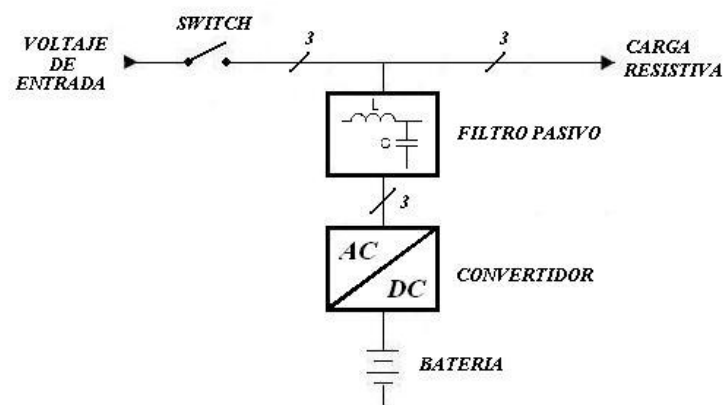 SWITCH
VOLTAJE
DE
ENTRADA
3
3
CARGA
RESISTIVA
L
C
FILTRO PASIVO
3
AC
DC
CONVERTIDOR
BATERIA